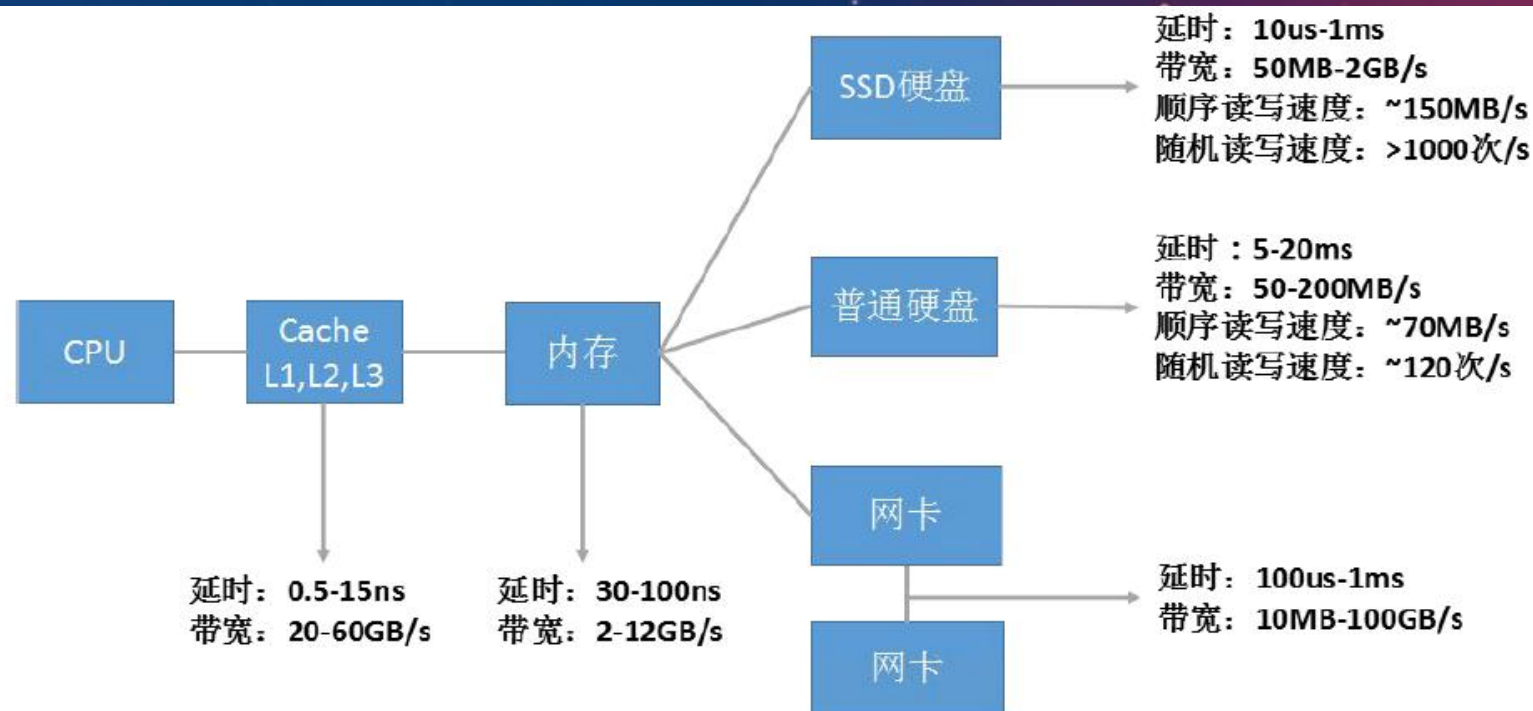 延时：10us-1ms
带宽：50MB-2GB/s
顺序读写速度：~150MB/s
随机读写速度：>1000次/s
SSD硬盘
延时：5-20ms
带宽：50-200MB/s
顺序读写速度：~70MB/s
随机读写速度：~120次/s
普通硬盘
CPU
Cache
L1,L2,L3
内存
网卡
延时：0.5-15ns
带宽：20-60GB/s
延时：30-100ns
带宽：2-12GB/s
延时：100us-1ms
带宽：10MB-100GB/s
网卡